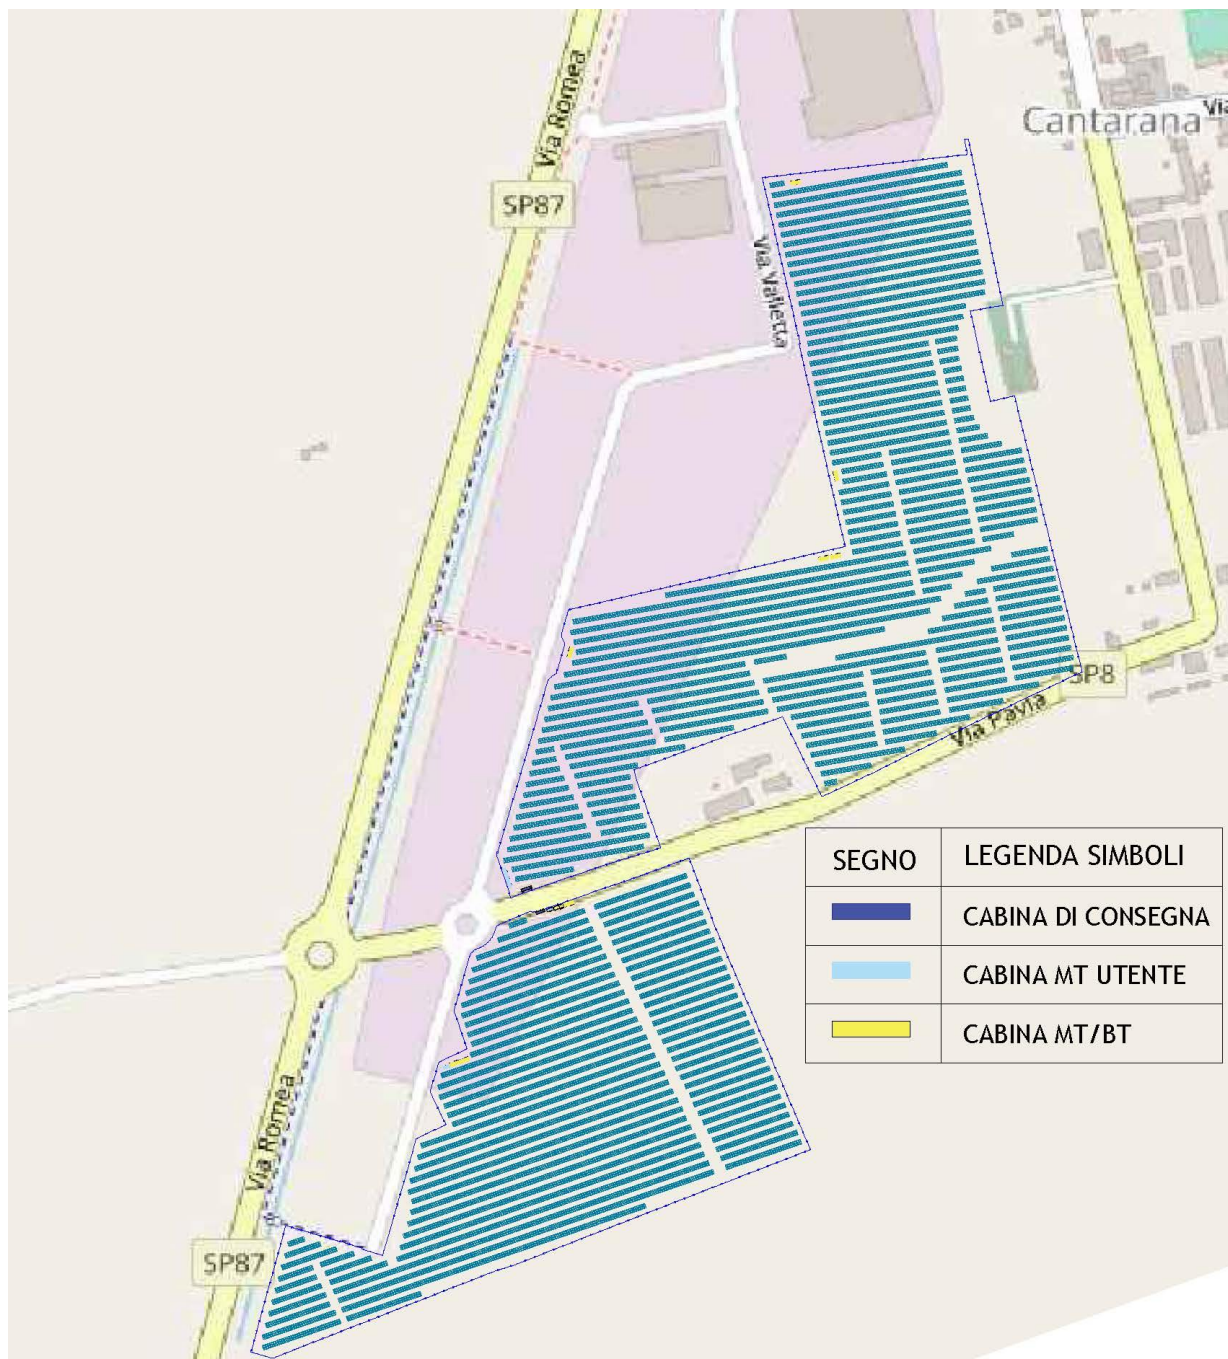 Via Romea
Cantarana
Via
SP87
Via Valletta
SP8
Via Pavia
SEGNO
LEGENDA SIMBOLI
CABINA DI CONSEGNA
CABINA MT UTENTE
CABINA MT/BT
Via Romea
SP87